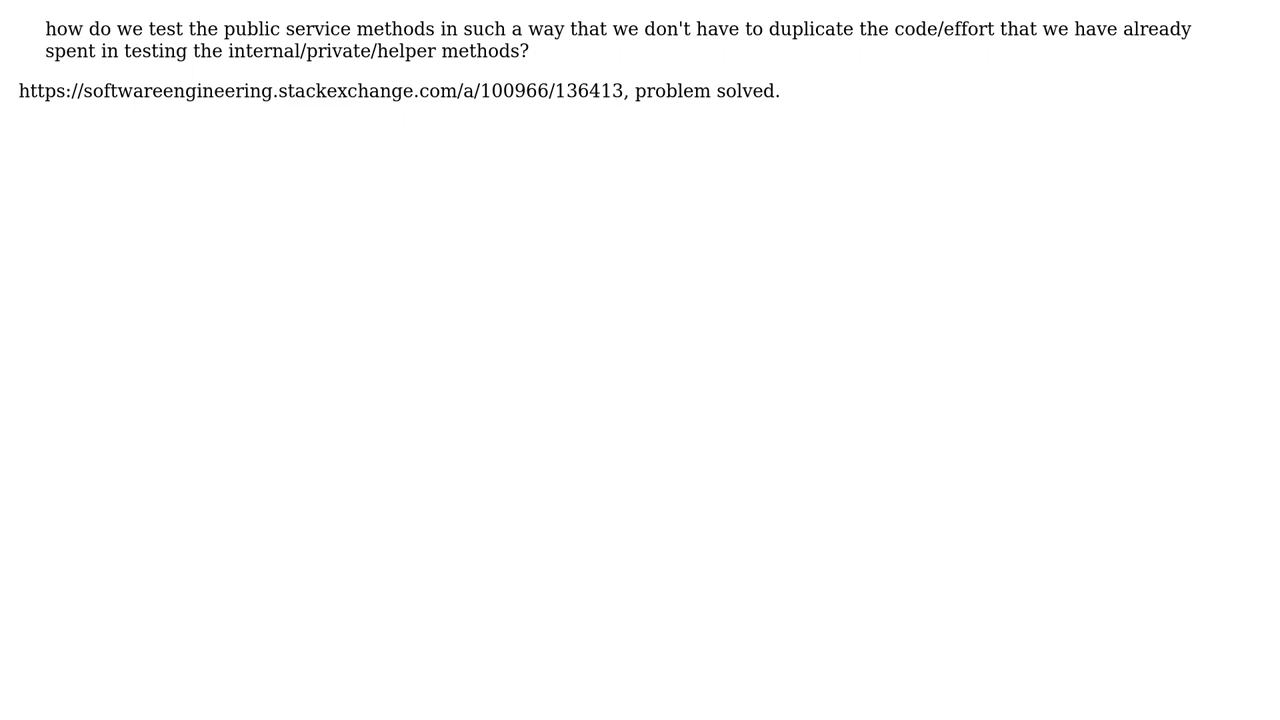 how do we test the public service methods in such a way that we don't have to duplicate the code/effort that we have already
spent in testing the internal/private/helper methods?
https://softwareengineering.stackexchange.com/a/100966/136413, problem solved.